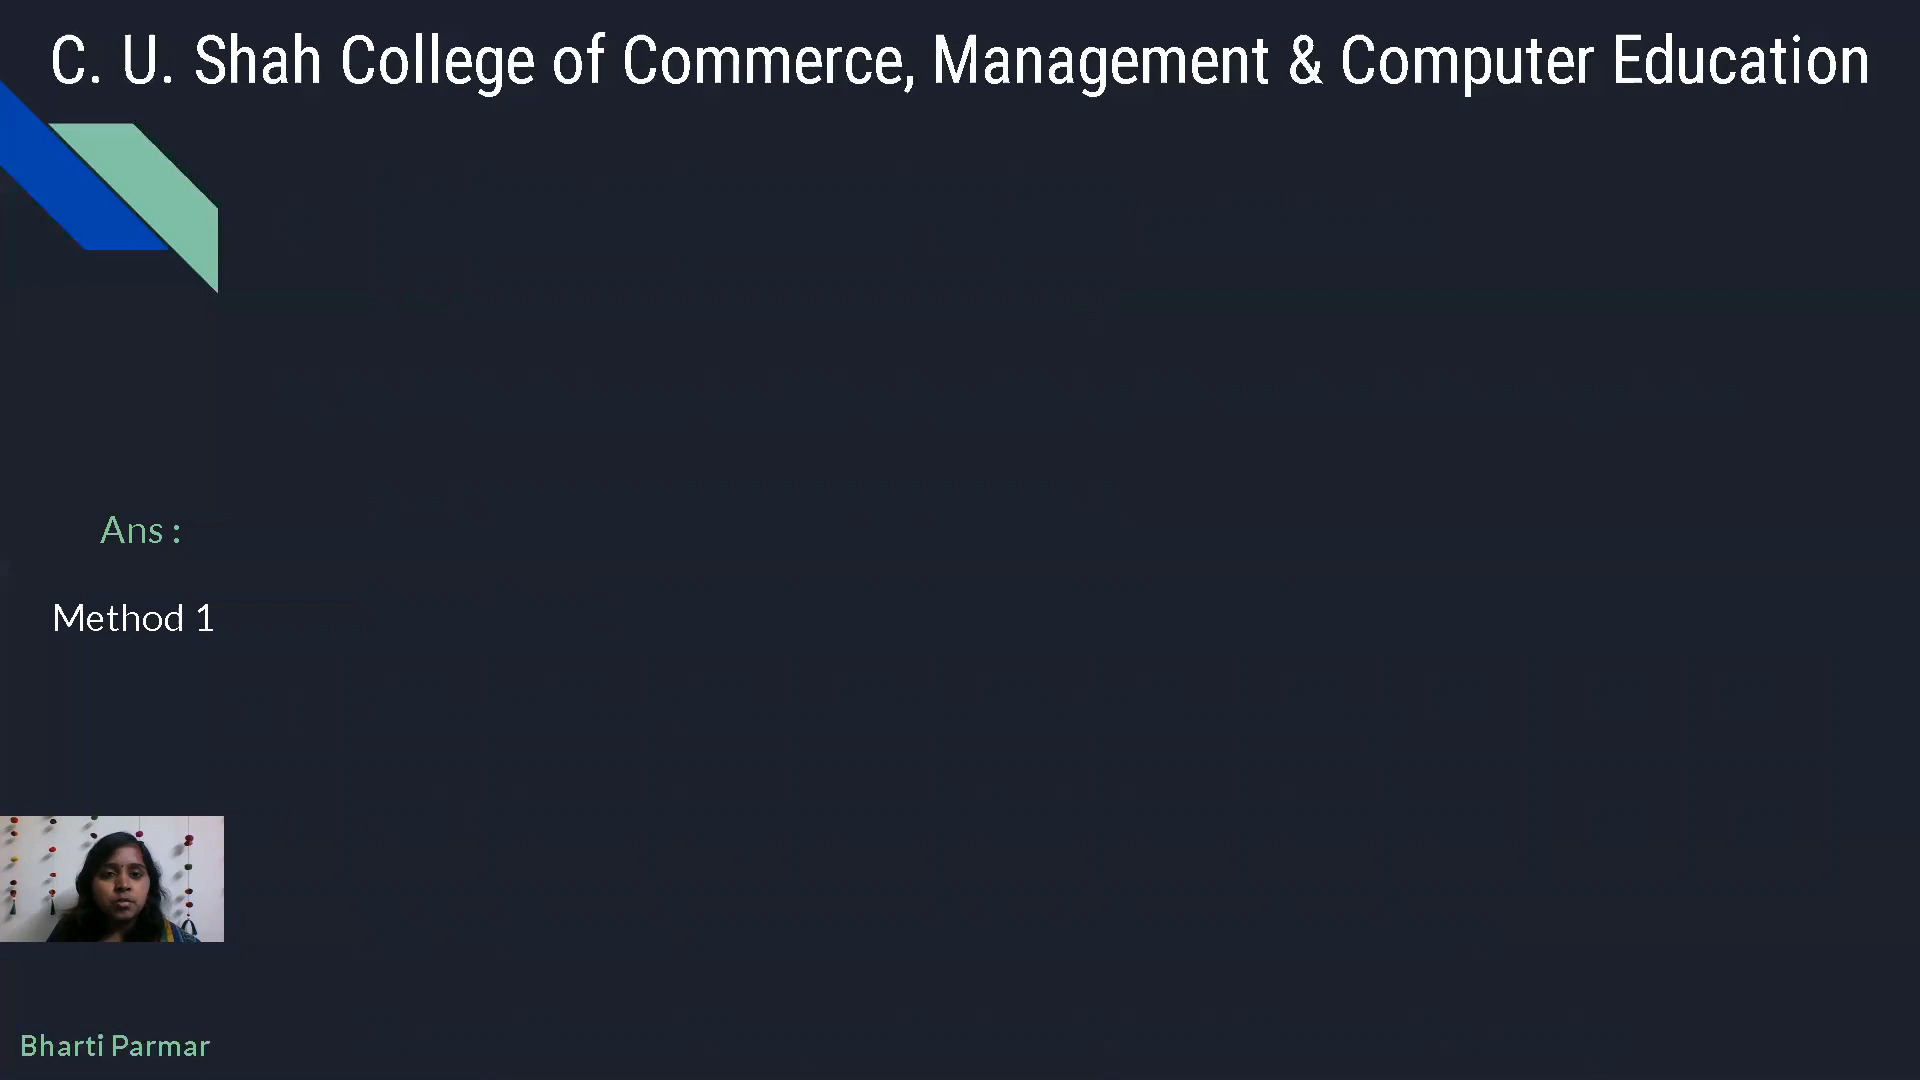 C. U. Shah College of Commerce, Management & Computer Education
Ans :
Method 1
Bharti Parmar